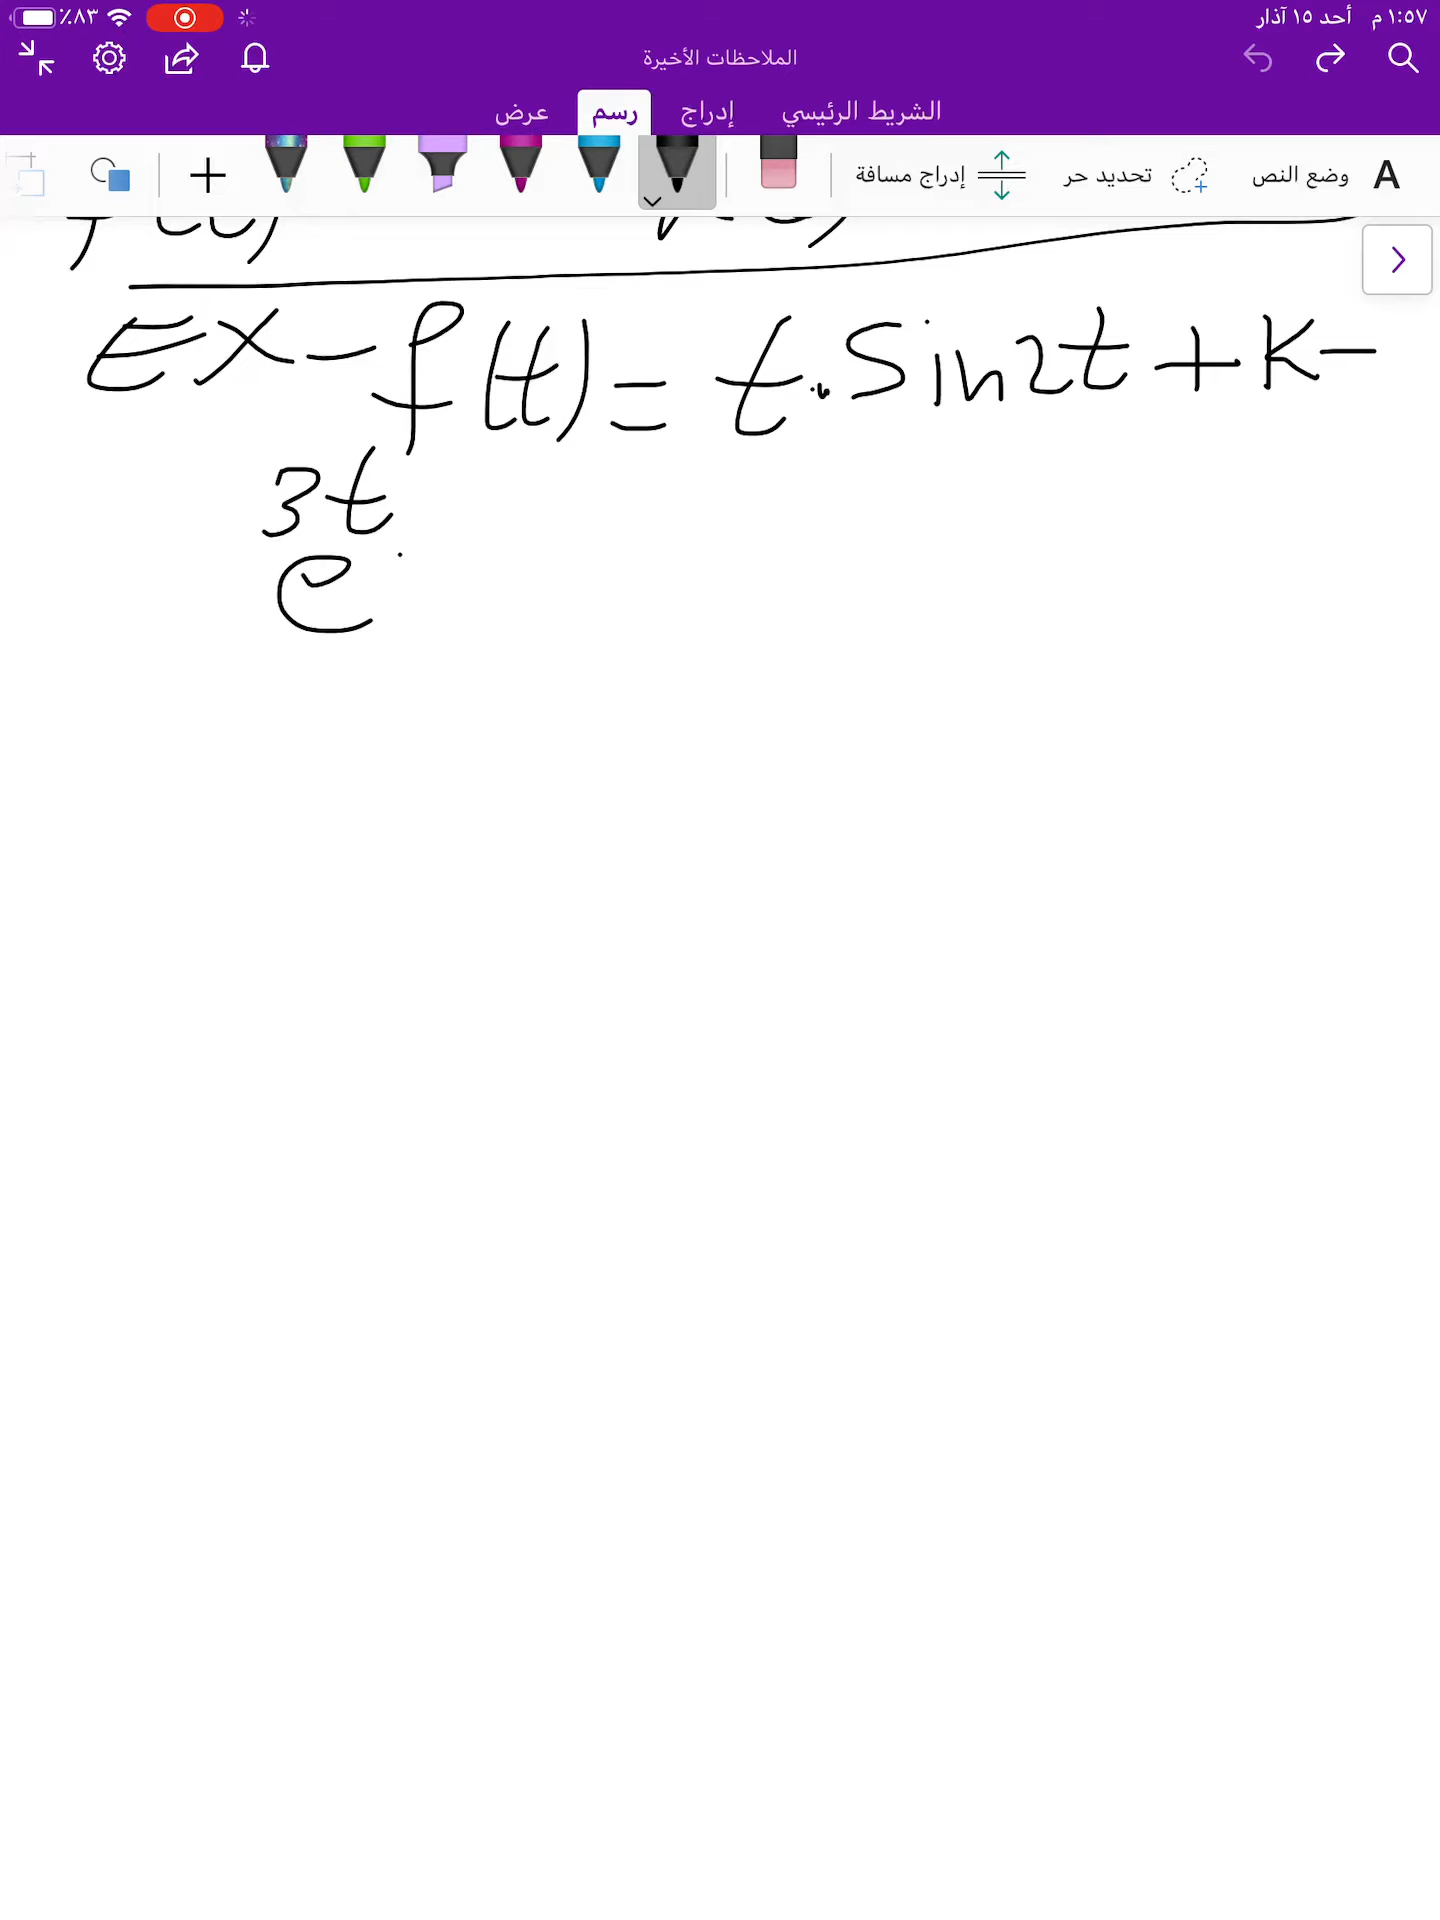 ١:٥٧ م أحد ١٥ آذار ٪٨٣
الملاحظات الأخيرة
الشريط الرئيسي إدراج رسم عرض
A وضع النص تحديد حر إدراج مسافة
Ex - f(t) = t. Sin2t + K -
3t
e